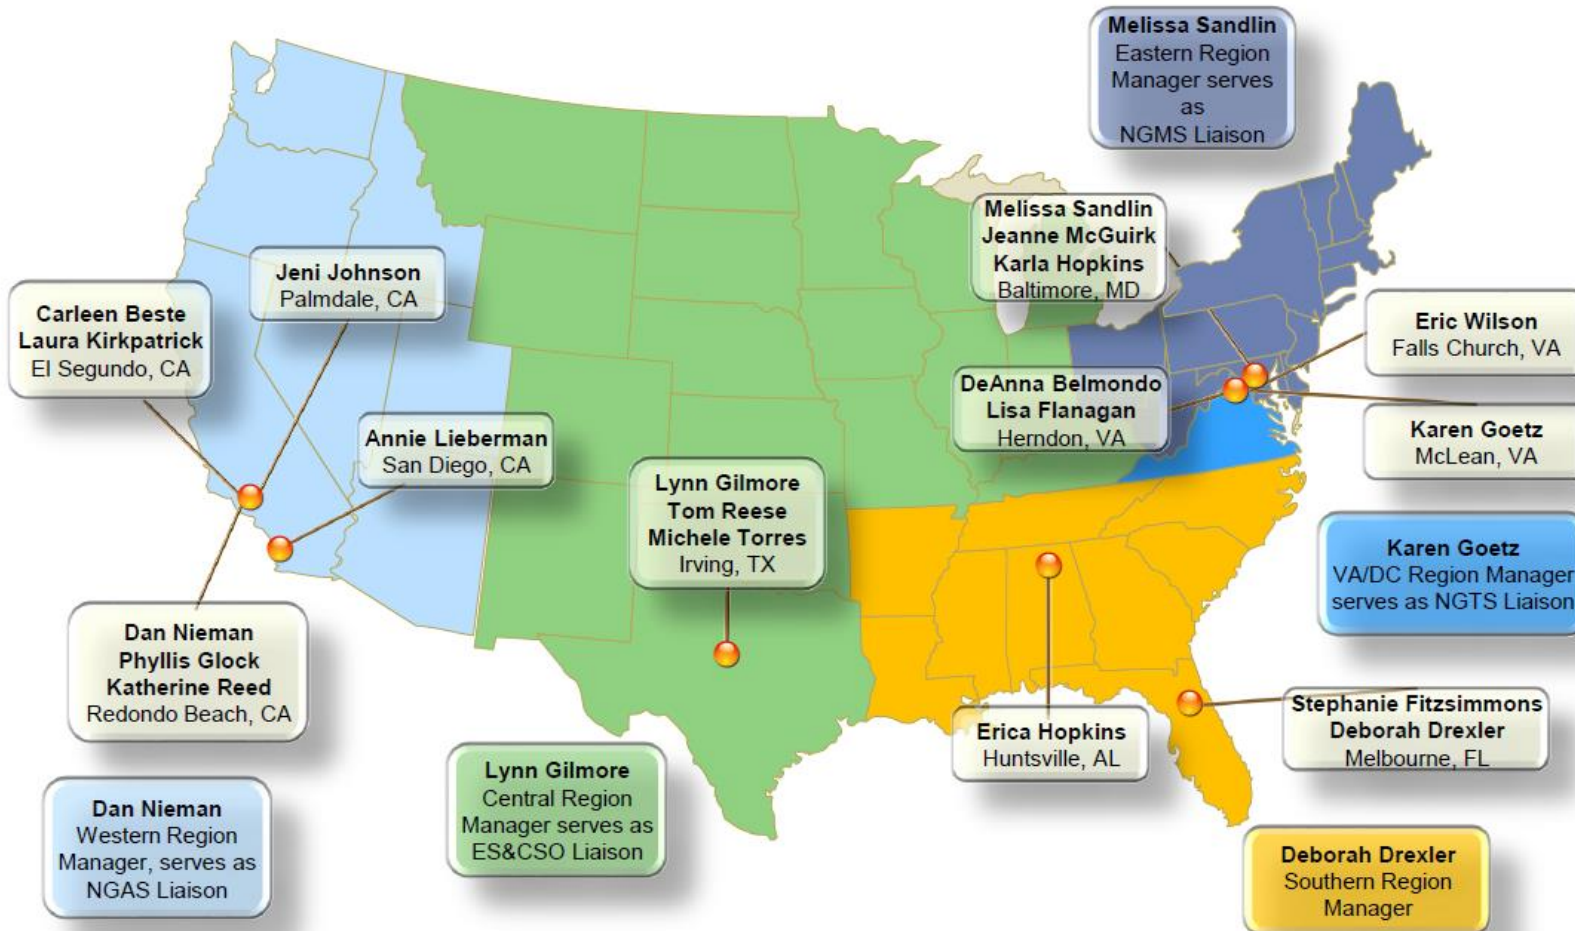 Melissa Sandlin
Eastern Region
Manager serves
as
NGMS Liaison
Melissa Sandlin
Jeanne McGuirk
Karla Hopkins
Baltimore, MD
Jeni Johnson
Palmdale, CA
Carleen Beste
Laura Kirkpatrick
El Segundo, CA
Eric Wilson
Falls Church, VA
DeAnna Belmondo
Lisa Flanagan
Herndon, VA
Annie Lieberman
San Diego, CA
Karen Goetz
McLean, VA
Lynn Gilmore
Tom Reese
Michele Torres
Irving, TX
Karen Goetz
VA/DC Region Manager
serves as NGTS Liaison
Dan Nieman
Phyllis Glock
Katherine Reed
Redondo Beach, CA
Erica Hopkins
Huntsville, AL
Stephanie Fitzsimmons
Deborah Drexler
Melbourne, FL
Dan Nieman
Western Region
Manager, serves as
NGAS Liaison
Lynn Gilmore
Central Region
Manager serves as
ES&CSO Liaison
Deborah Drexler
Southern Region
Manager